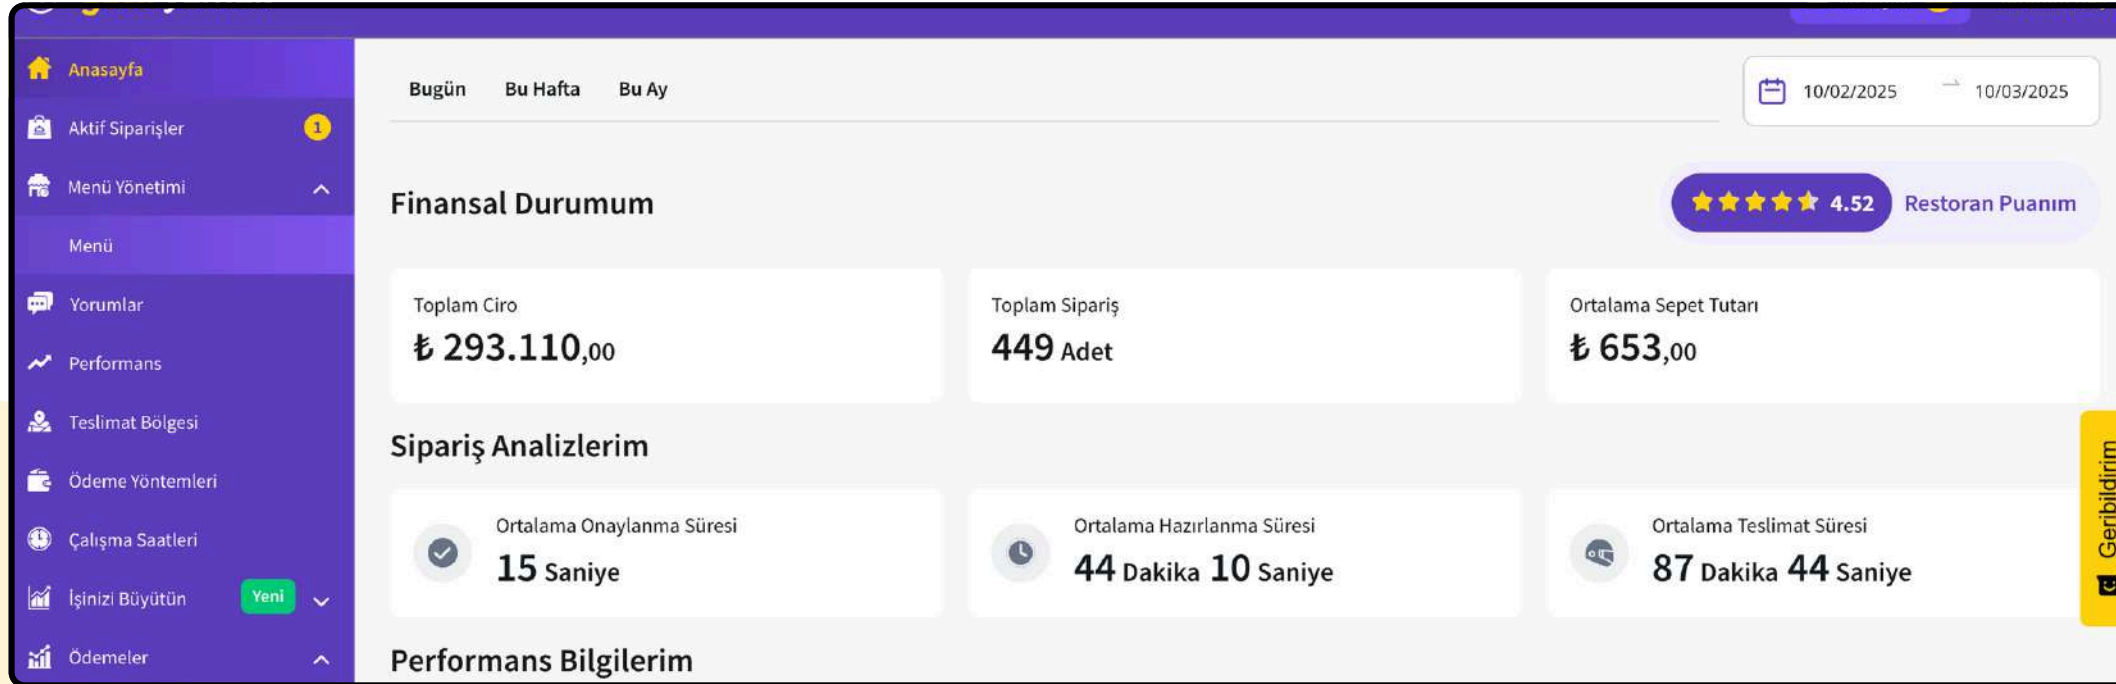 Anasayfa
Aktif Siparişler 1
Menü Yönetimi
Menü
Yorumlar
Performans
Teslimat Bölgesi
Ödeme Yöntemleri
Çalışma Saatleri
İşinizi Büyütün Yeni
Ödemeler
Bugün Bu Hafta Bu Ay
10/02/2025 → 10/03/2025
Finansal Durumum
4.52 Restoran Puanım
Toplam Ciro
₺ 293.110,00
Toplam Sipariş
449 Adet
Ortalama Sepet Tutarı
₺ 653,00
Sipariş Analizlerim
Ortalama Onaylanma Süresi
15 Saniye
Ortalama Hazırlanma Süresi
44 Dakika 10 Saniye
Ortalama Teslimat Süresi
87 Dakika 44 Saniye
Performans Bilgilerim
Geribildirim